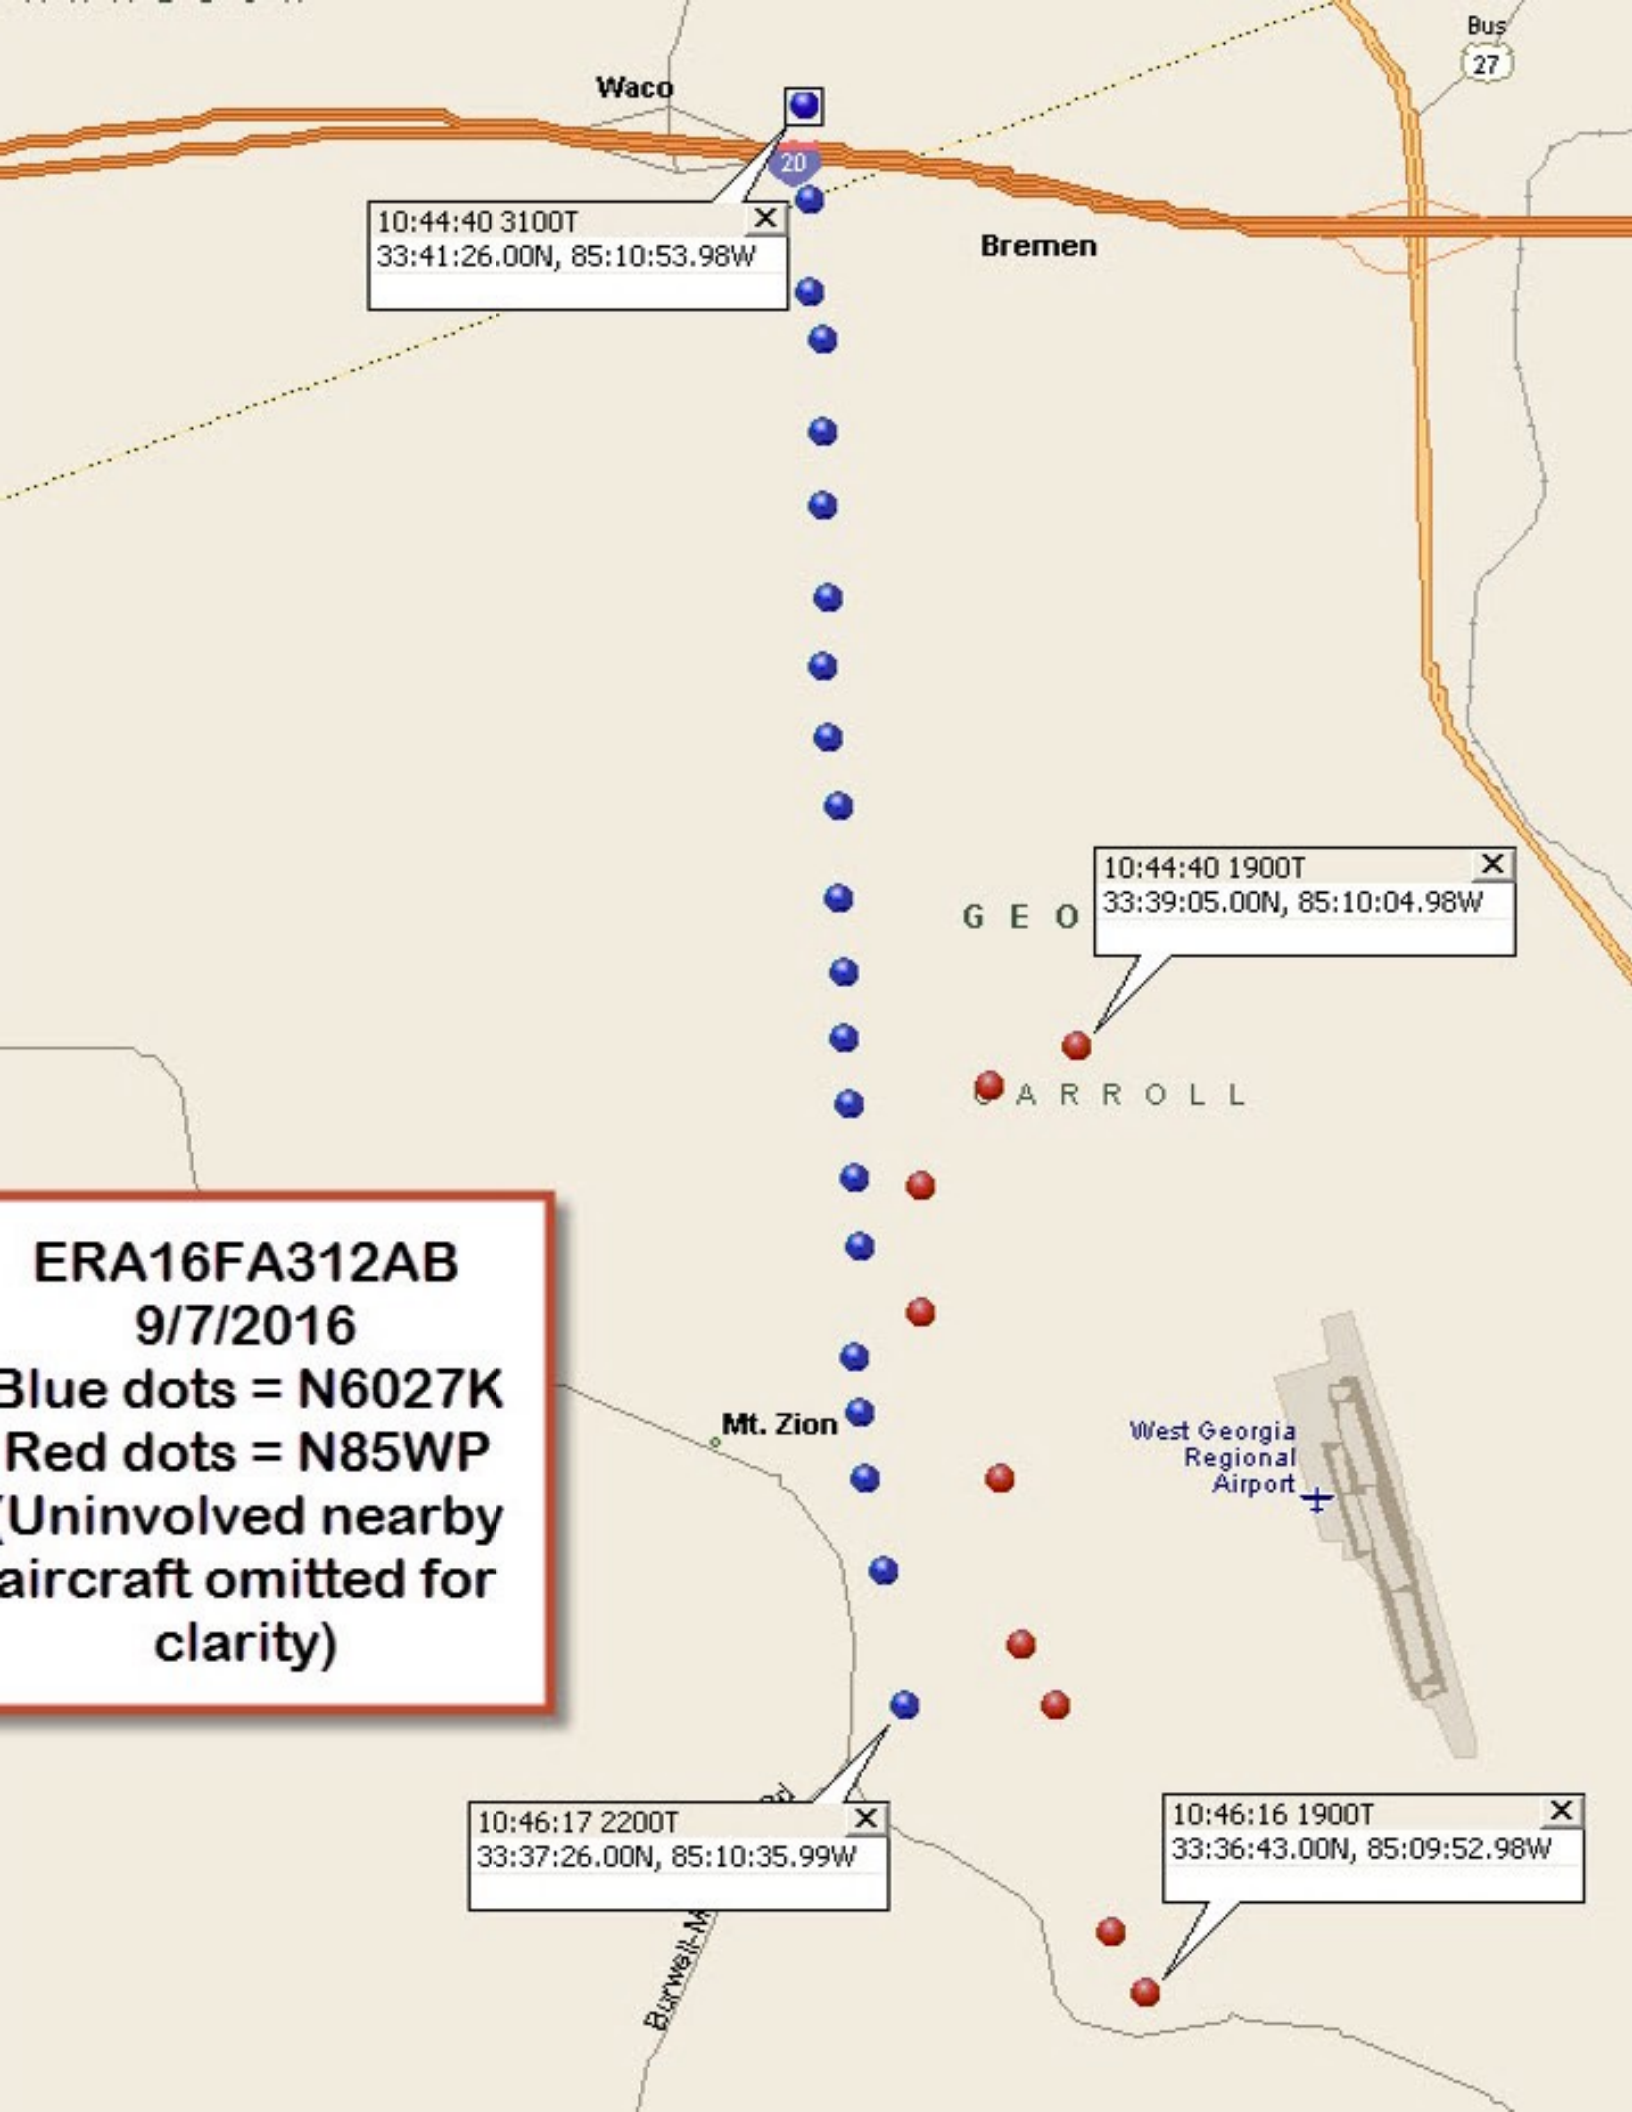 Bus
27
Waco
20
10:44:40 3100T
33:41:26.00N, 85:10:53.98W
Bremen
10:44:40 1900T
33:39:05.00N, 85:10:04.98W
G E O
A R R O L L
ERA16FA312AB
9/7/2016
Blue dots = N6027K
Red dots = N85WP
(Uninvolved nearby
aircraft omitted for
clarity)
Mt. Zion
West Georgia
Regional
Airport
10:46:17 2200T
33:37:26.00N, 85:10:35.99W
10:46:16 1900T
33:36:43.00N, 85:09:52.98W
Burwell-M